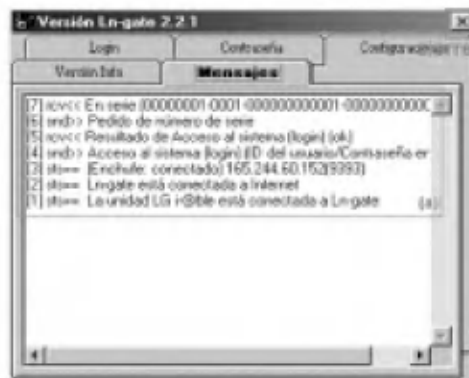 Versión Ln-gate 2.2.1
Login Contraseña
Versión Info Mensajes
[7] rcv<< En serie (00000001-0001-000000000001-00000000000
[6] snd>> Pedido de número de serie
[5] rcv<< Resultado de Acceso al sistema (login) (ok)
[4] snd>> Acceso al sistema (login) (ID del usuario/Contraseña en
[3] sts== (Enchufe: conectado) 165.244.60.152(9393)
[2] sts== Ln-gate está conectada a Internet
[1] sts== La unidad LG i@ble está conectada a Ln-gate (a)